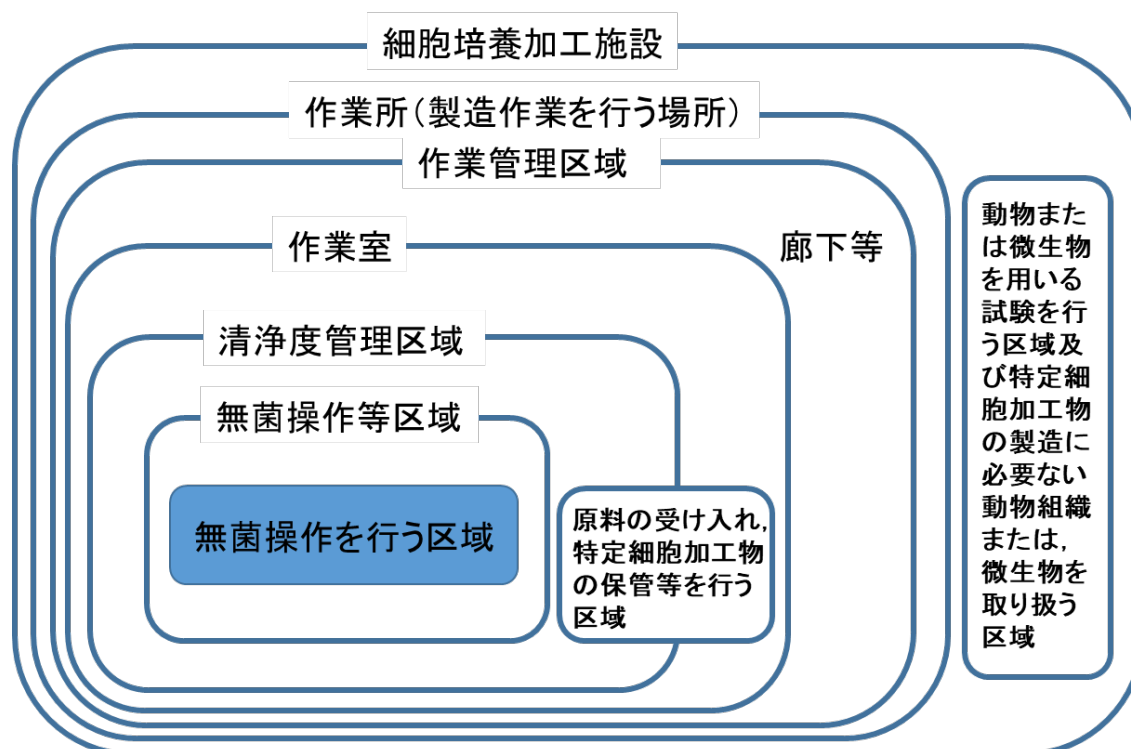 細胞培養加工施設
作業所（製造作業を行う場所）
作業管理区域
作業室
廊下等
清浄度管理区域
無菌操作等区域
無菌操作を行う区域
原料の受け入れ,
特定細胞加工物
の保管等を行う
区域
動物また
は微生物
を用いる
試験を行
う区域及
び特定細
胞加工物
の製造に
必要ない
動物組織
または,
微生物を
取り扱う
区域